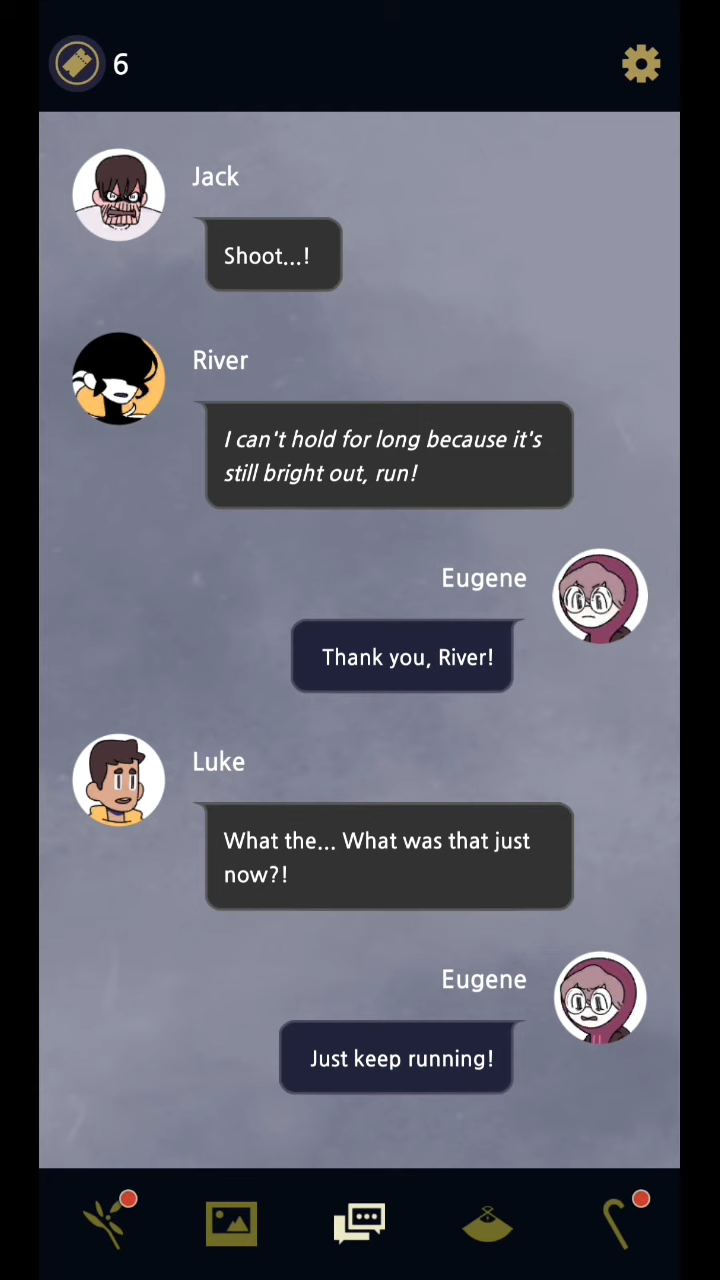 6
Jack
Shoot...!
River
I can't hold for long because it's
still bright out, run!
Eugene
Thank you, River!
Luke
What the... What was that just
now?!
Eugene
Just keep running!